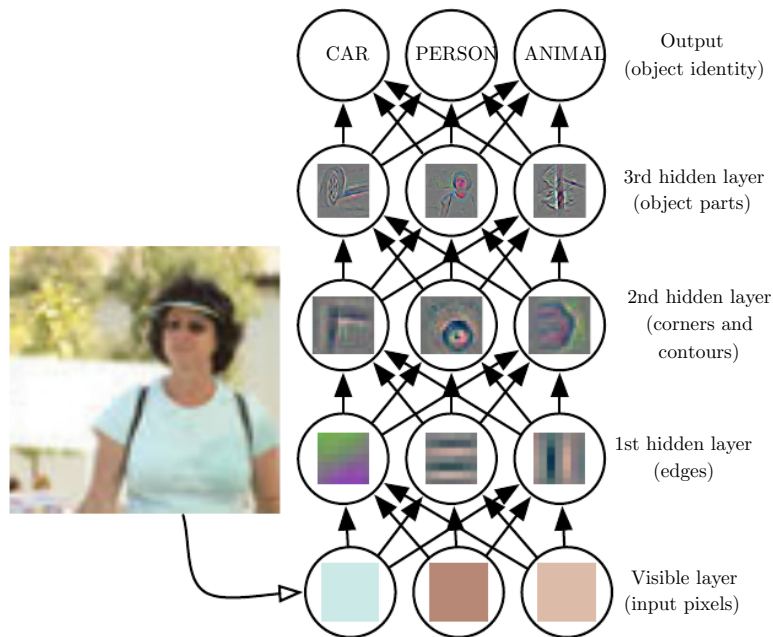 CAR PERSON ANIMAL
Output
(object identity)
3rd hidden layer
(object parts)
2nd hidden layer
(corners and
contours)
1st hidden layer
(edges)
Visible layer
(input pixels)